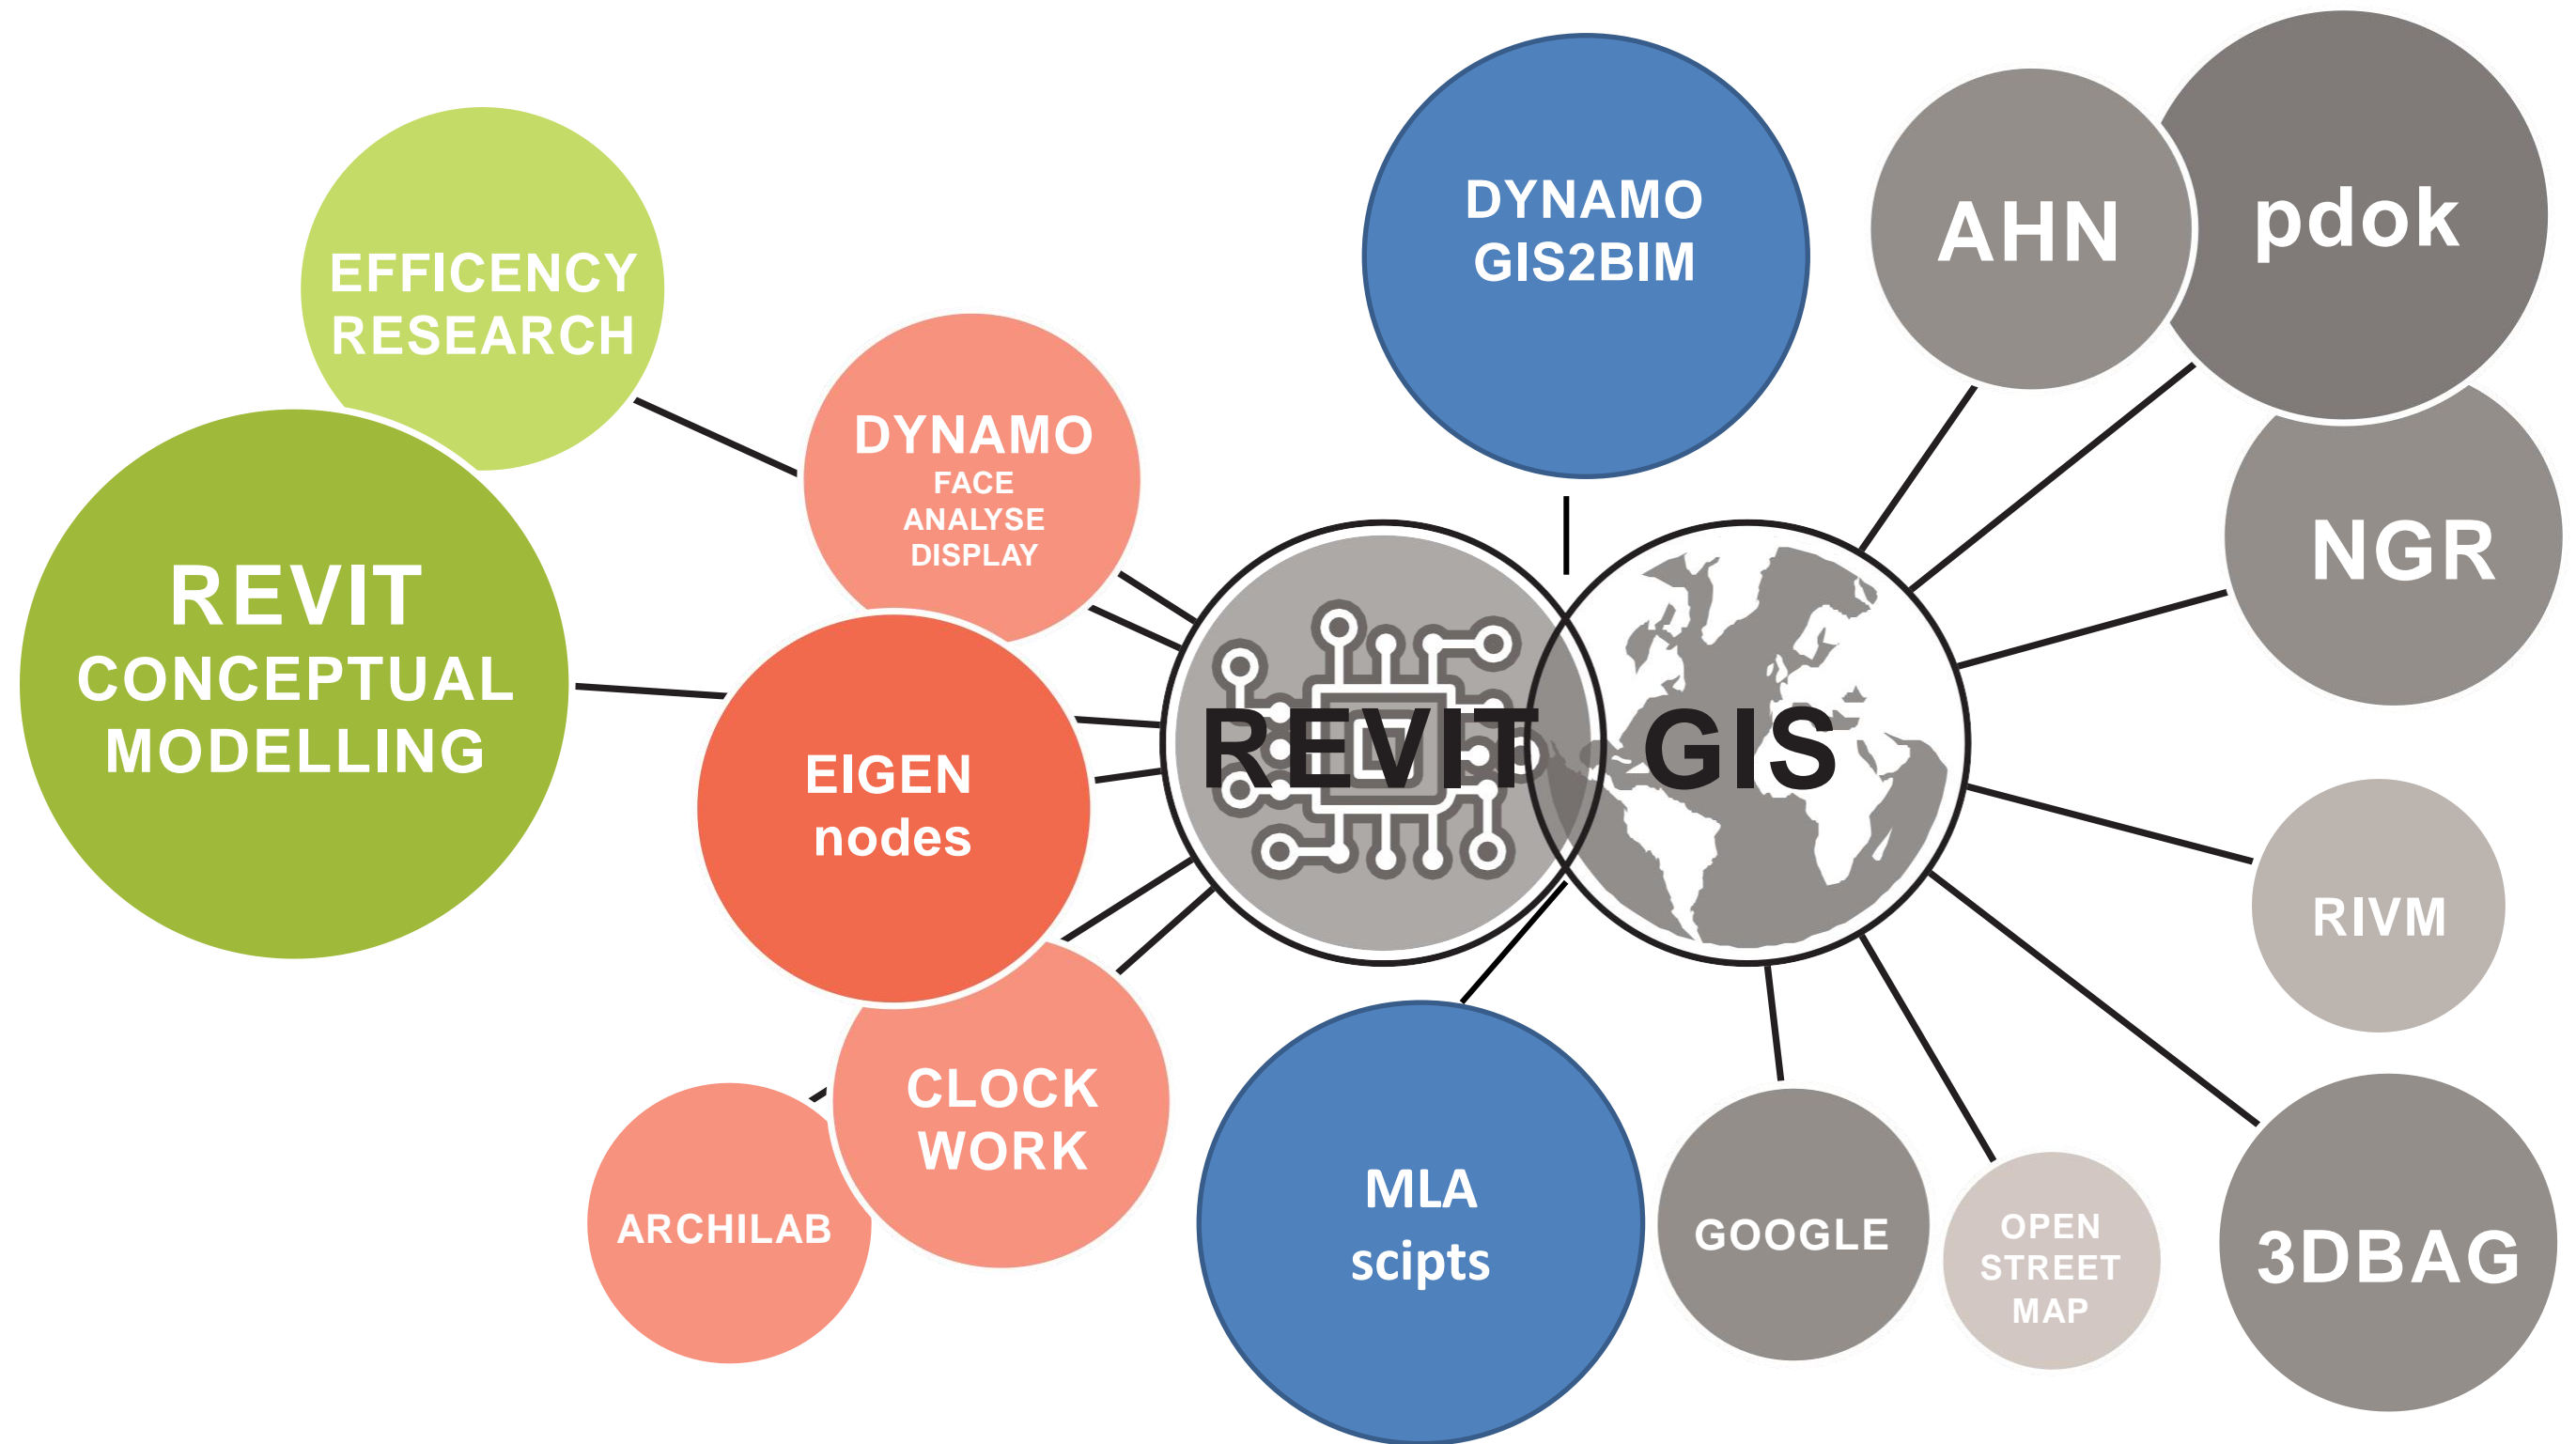 EFFICENCY
RESEARCH
REVIT
CONCEPTUAL
MODELLING
DYNAMO
FACE
ANALYSE
DISPLAY
EIGEN
nodes
CLOCK
WORK
ARCHILAB
DYNAMO
GIS2BIM
REVIT
GIS
MLA
scipts
AHN
pdok
NGR
RIVM
3DBAG
OPEN
STREET
MAP
GOOGLE